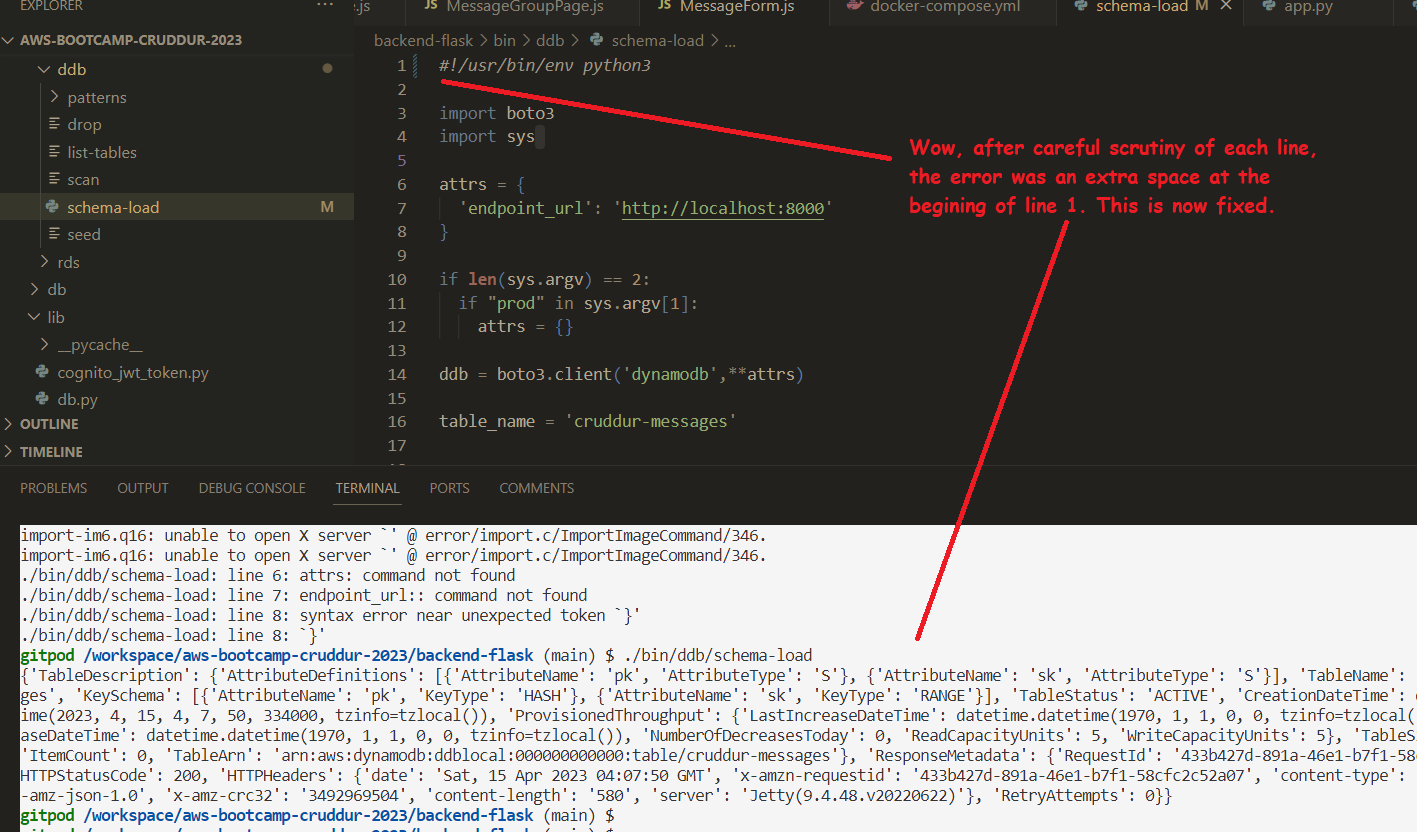 EXPLORER ···
e.js
JS MessageGroupPage.js
JS MessageForm.js
docker-compose.yml
schema-load M
app.py
AWS-BOOTCAMP-CRUDDUR-2023
backend-flask > bin > ddb > schema-load > ...
ddb
patterns
drop
list-tables
scan
schema-load M
seed
rds
db
lib
__pycache__
cognito_jwt_token.py
db.py
OUTLINE
TIMELINE
1 #!/usr/bin/env python3
2
3 import boto3
4 import sys
5
6 attrs = {
7 'endpoint_url': 'http://localhost:8000'
8 }
9
10 if len(sys.argv) == 2:
11 if "prod" in sys.argv[1]:
12 attrs = {}
13
14 ddb = boto3.client('dynamodb',**attrs)
15
16 table_name = 'cruddur-messages'
17
Wow, after careful scrutiny of each line,
the error was an extra space at the
begining of line 1. This is now fixed.
PROBLEMS OUTPUT DEBUG CONSOLE TERMINAL PORTS COMMENTS
import-im6.q16: unable to open X server `' @ error/import.c/ImportImageCommand/346.
import-im6.q16: unable to open X server `' @ error/import.c/ImportImageCommand/346.
./bin/ddb/schema-load: line 6: attrs: command not found
./bin/ddb/schema-load: line 7: endpoint_url:: command not found
./bin/ddb/schema-load: line 8: syntax error near unexpected token `}'
./bin/ddb/schema-load: line 8: `}'
gitpod /workspace/aws-bootcamp-cruddur-2023/backend-flask (main) $ ./bin/ddb/schema-load
{'TableDescription': {'AttributeDefinitions': [{'AttributeName': 'pk', 'AttributeType': 'S'}, {'AttributeName': 'sk', 'AttributeType': 'S'}], 'TableName':
ges', 'KeySchema': [{'AttributeName': 'pk', 'KeyType': 'HASH'}, {'AttributeName': 'sk', 'KeyType': 'RANGE'}], 'TableStatus': 'ACTIVE', 'CreationDateTime':
ime(2023, 4, 15, 4, 7, 50, 334000, tzinfo=tzlocal()), 'ProvisionedThroughput': {'LastIncreaseDateTime': datetime.datetime(1970, 1, 1, 0, 0, tzinfo=tzlocal(
aseDateTime': datetime.datetime(1970, 1, 1, 0, 0, tzinfo=tzlocal()), 'NumberOfDecreasesToday': 0, 'ReadCapacityUnits': 5, 'WriteCapacityUnits': 5}, 'TableS
'ItemCount': 0, 'TableArn': 'arn:aws:dynamodb:ddblocal:000000000000:table/cruddur-messages'}, 'ResponseMetadata': {'RequestId': '433b427d-891a-46e1-b7f1-58
HTTPStatusCode': 200, 'HTTPHeaders': {'date': 'Sat, 15 Apr 2023 04:07:50 GMT', 'x-amzn-requestid': '433b427d-891a-46e1-b7f1-58cfc2c52a07', 'content-type':
-amz-json-1.0', 'x-amz-crc32': '3492969504', 'content-length': '580', 'server': 'Jetty(9.4.48.v20220622)'}, 'RetryAttempts': 0}}
gitpod /workspace/aws-bootcamp-cruddur-2023/backend-flask (main) $